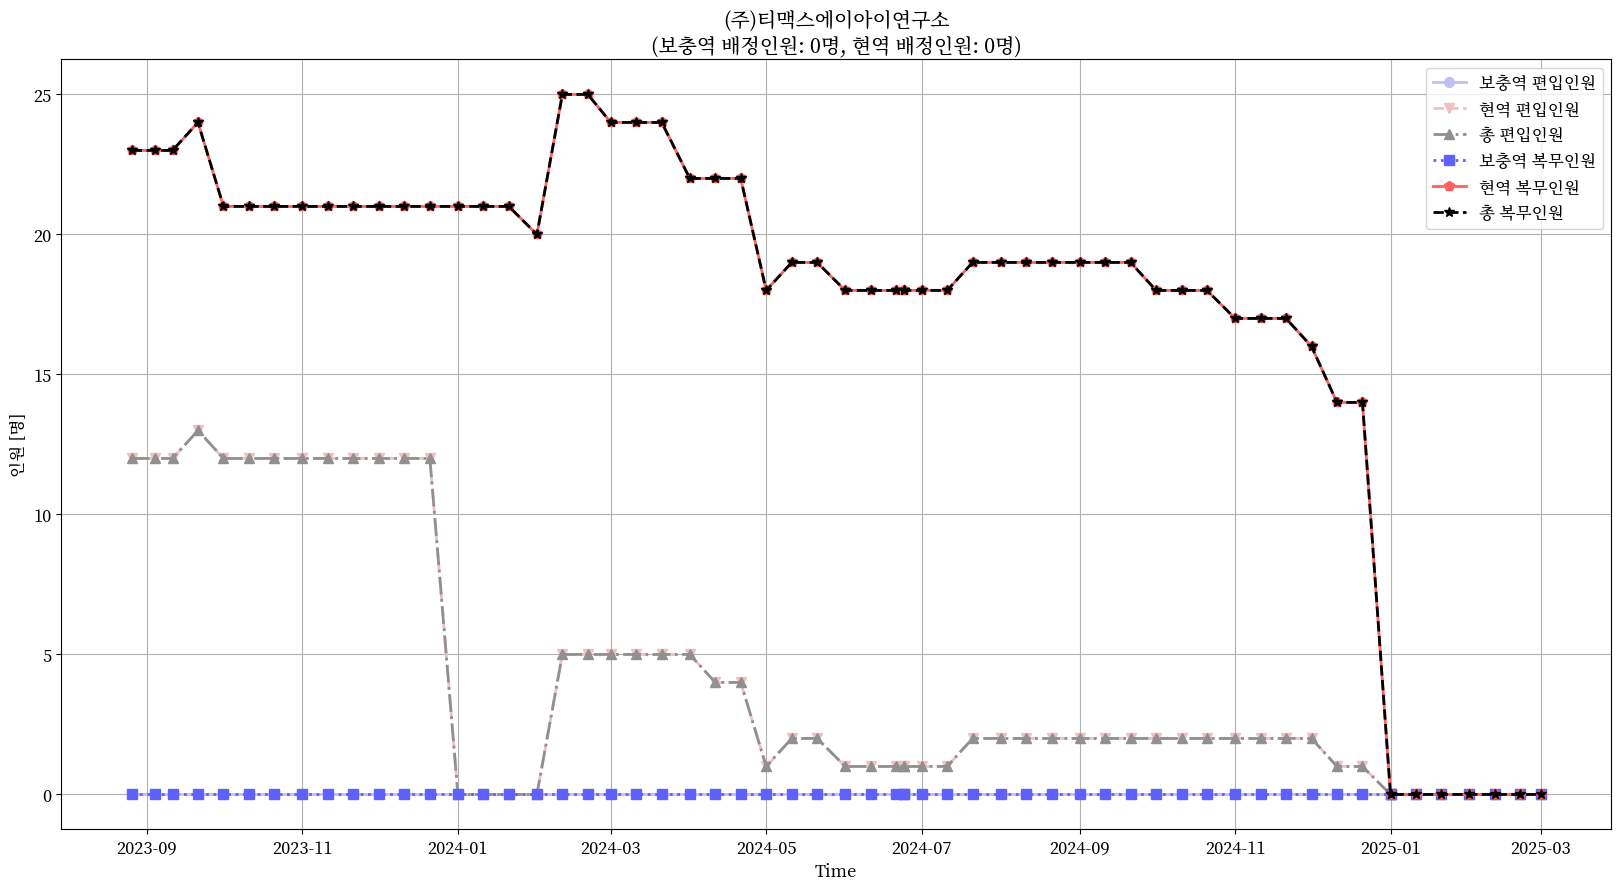 (주)티맥스에이아이연구소
(보충역 배정인원: 0명, 현역 배정인원: 0명)
보충역 편입인원
현역 편입인원
총 편입인원
보충역 복무인원
현역 복무인원
총 복무인원
인원 [명]
25
20
15
10
5
0
2023-09
2023-11
2024-01
2024-03
2024-05
2024-07
2024-09
2024-11
2025-01
2025-03
Time